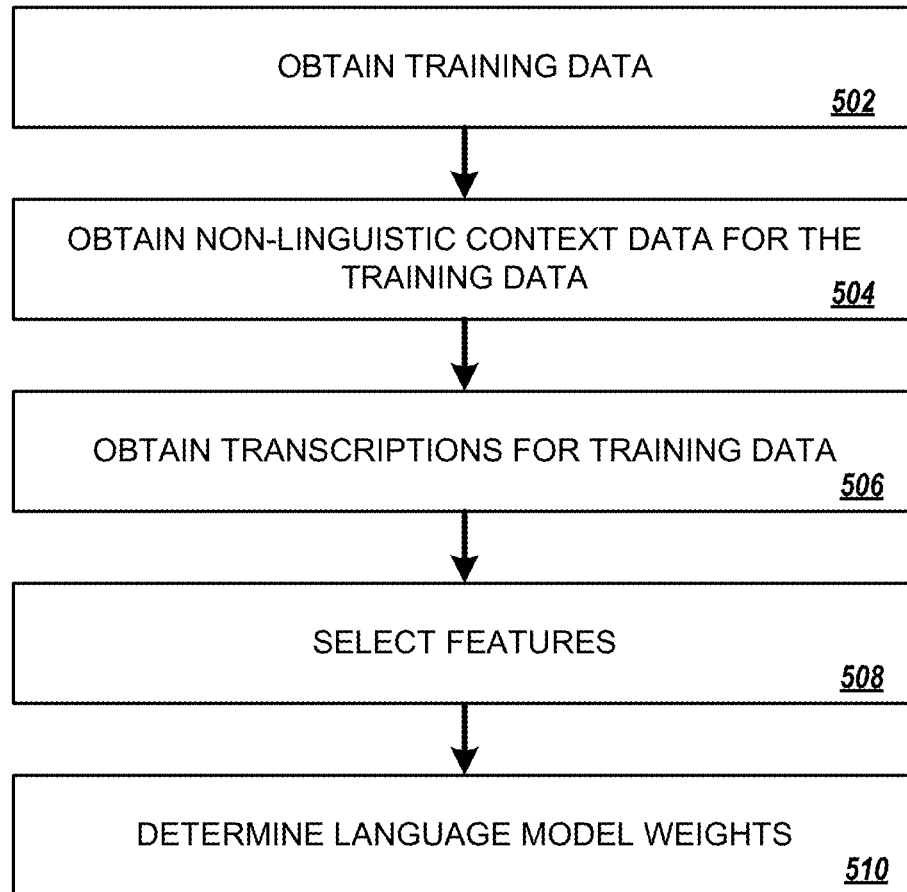 OBTAIN TRAINING DATA
502
OBTAIN NON-LINGUISTIC CONTEXT DATA FOR THE
TRAINING DATA
504
OBTAIN TRANSCRIPTIONS FOR TRAINING DATA
506
SELECT FEATURES
508
DETERMINE LANGUAGE MODEL WEIGHTS
510